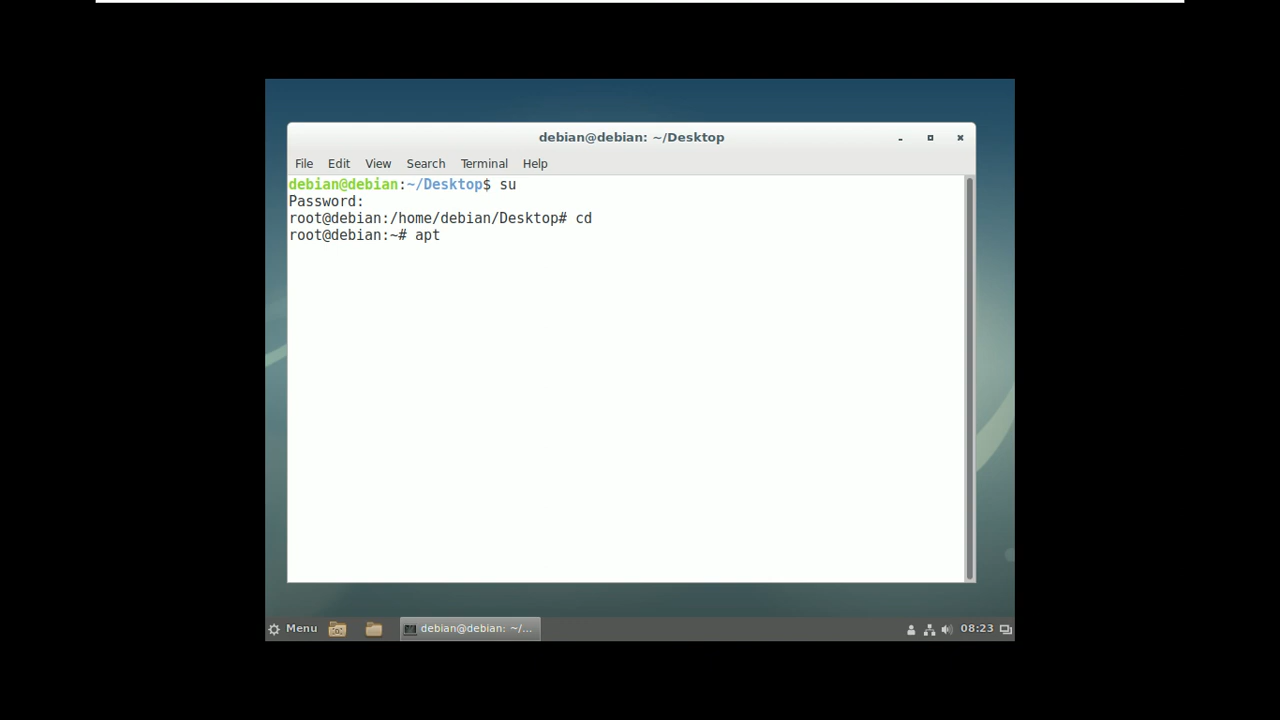 debian@debian: ~/Desktop
File Edit View Search Terminal Help
debian@debian:~/Desktop$ su
Password:
root@debian:/home/debian/Desktop# cd
root@debian:~# apt
Menu debian@debian: ~/... 08:23